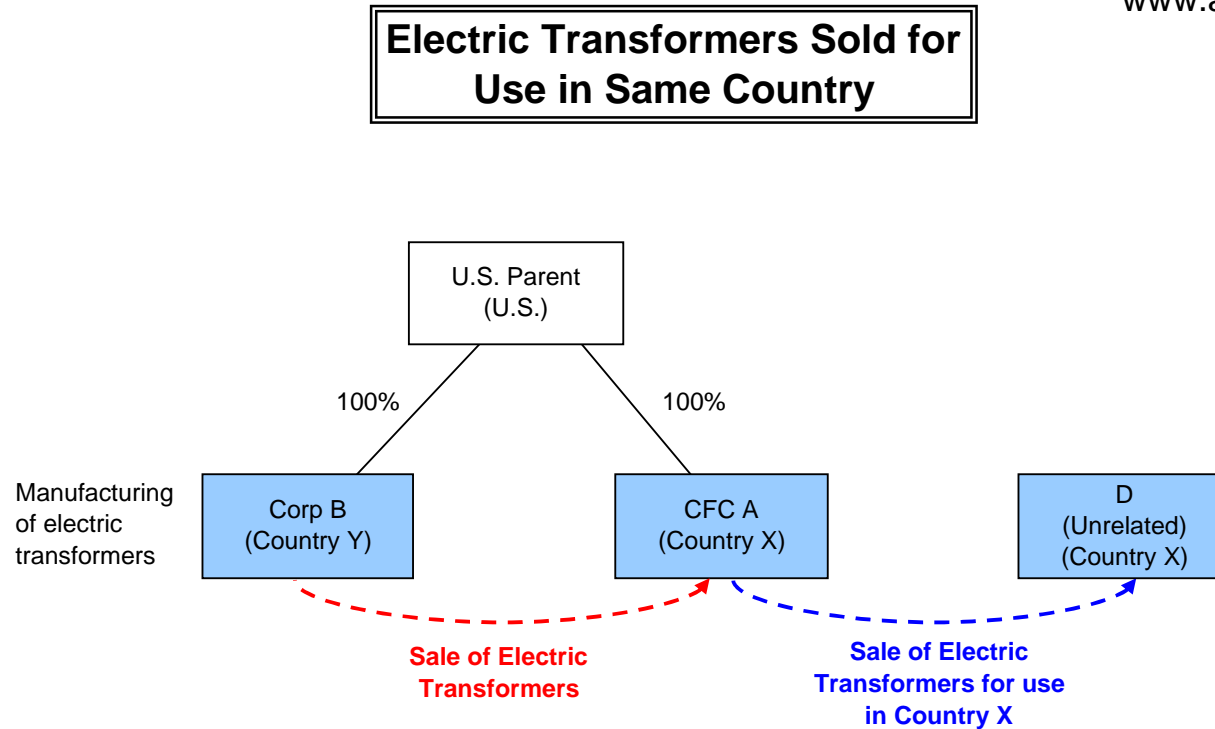 www.a
Electric Transformers Sold for
Use in Same Country
U.S. Parent
(U.S.)
100%
100%
Manufacturing
of electric
transformers
Corp B
(Country Y)
CFC A
(Country X)
D
(Unrelated)
(Country X)
Sale of Electric
Transformers
Sale of Electric
Transformers for use
in Country X